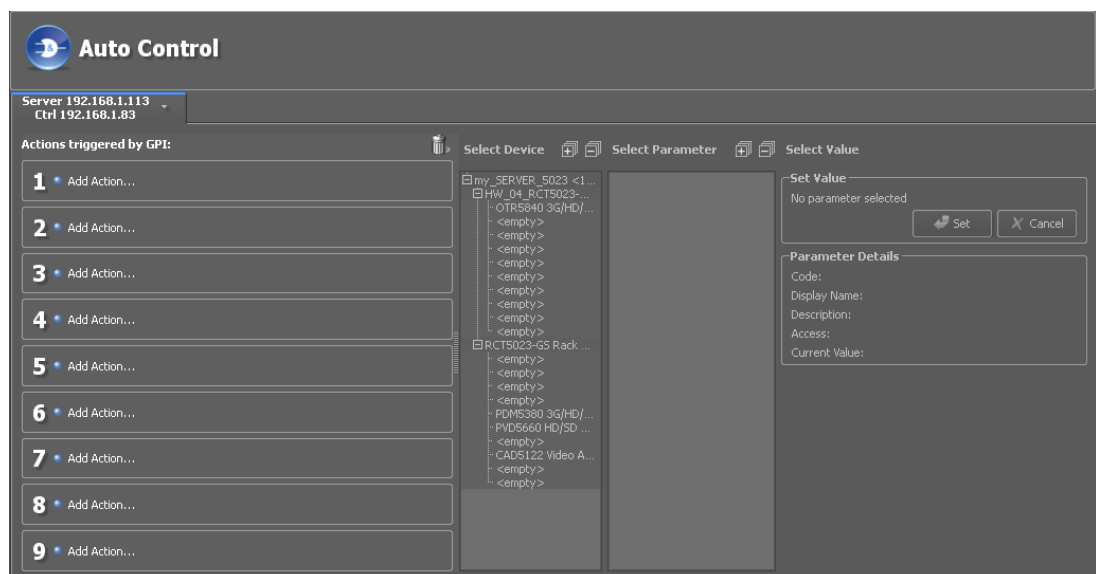 Auto Control
Server 192.168.1.113
Ctrl 192.168.1.83
Actions triggered by GPI:
1 Add Action...
2 Add Action...
3 Add Action...
4 Add Action...
5 Add Action...
6 Add Action...
7 Add Action...
8 Add Action...
9 Add Action...
Select Device
my_SERVER_5023 <1...
HW_04_RCT5023-...
OTR5840 3G/HD/...
<empty>
<empty>
<empty>
<empty>
<empty>
<empty>
<empty>
<empty>
<empty>
RCT5023-GS Rack ...
<empty>
<empty>
<empty>
<empty>
PDM5380 3G/HD/...
PVD5660 HD/SD ...
<empty>
CAD5122 Video A...
<empty>
<empty>
Select Parameter
Select Value
Set Value
No parameter selected
Set
Cancel
Parameter Details
Code:
Display Name:
Description:
Access:
Current Value: